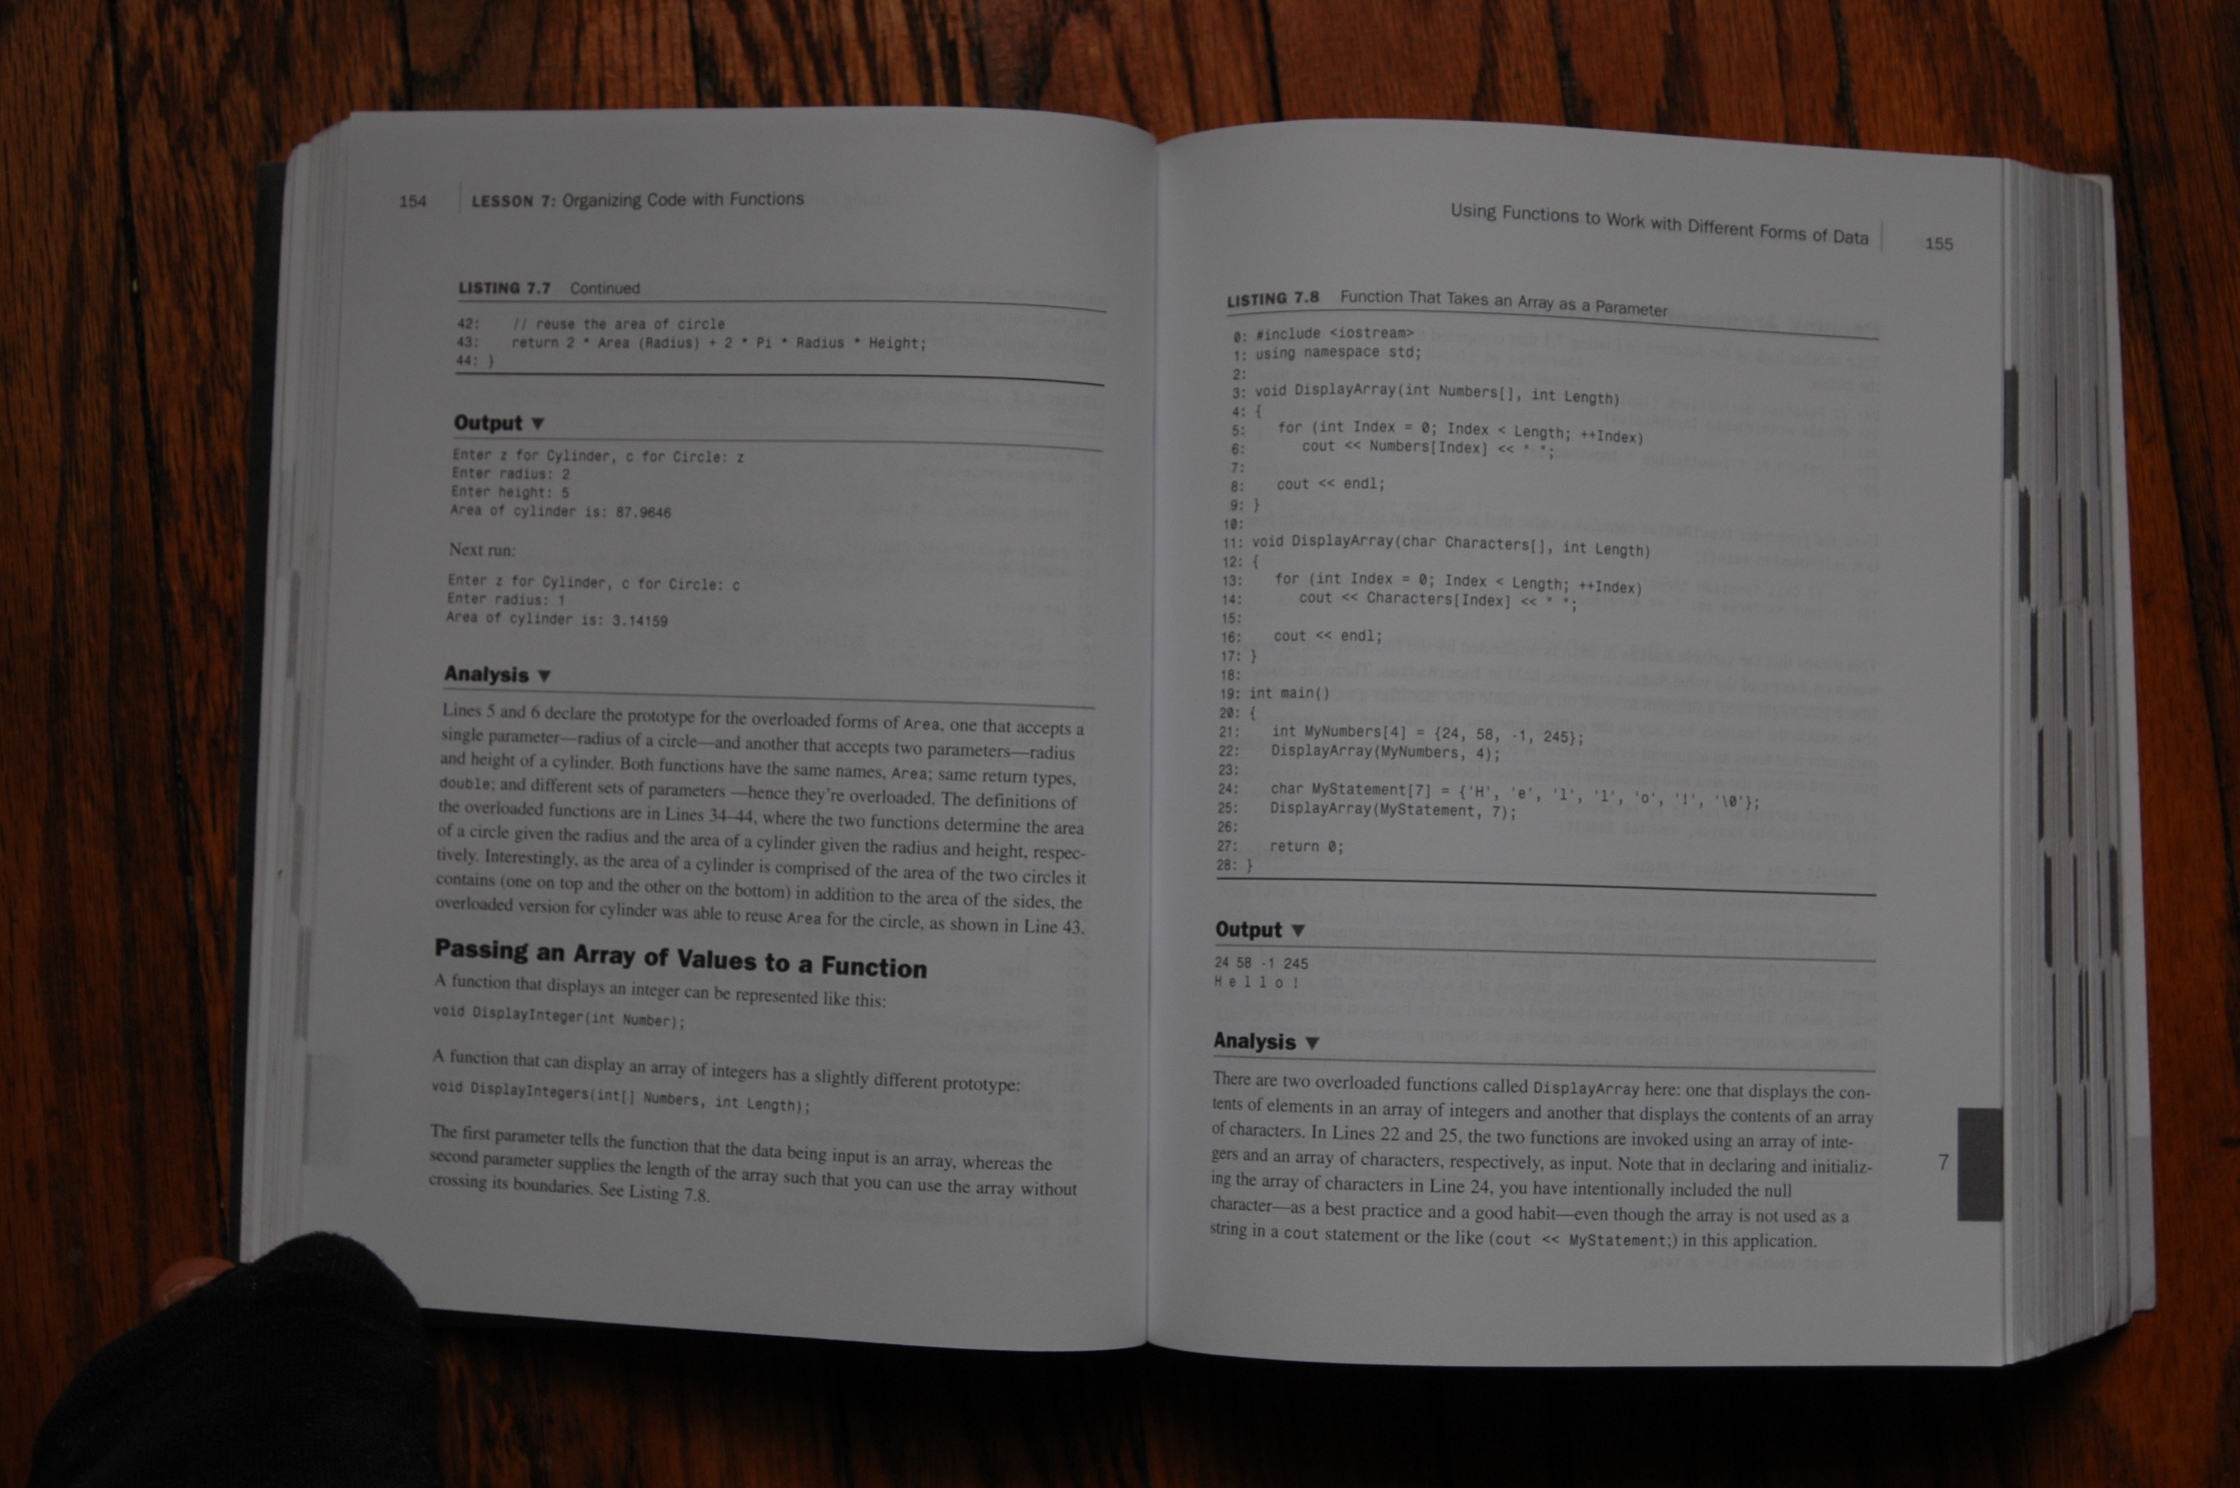 154 LESSON 7: Organizing Code with Functions
LISTING 7.7 Continued
42: // reuse the area of circle
43: return 2 * Area (Radius) + 2 * Pi * Radius * Height;
44: }
Output ▼
Enter z for Cylinder, c for Circle: z
Enter radius: 2
Enter height: 5
Area of cylinder is: 87.9646
Next run:
Enter z for Cylinder, c for Circle: c
Enter radius: 1
Area of cylinder is: 3.14159
Analysis ▼
Lines 5 and 6 declare the prototype for the overloaded forms of Area, one that accepts a
single parameter—radius of a circle—and another that accepts two parameters—radius
and height of a cylinder. Both functions have the same names, Area; same return types,
double; and different sets of parameters —hence they're overloaded. The definitions of
the overloaded functions are in Lines 34–44, where the two functions determine the area
of a circle given the radius and the area of a cylinder given the radius and height, respec-
tively. Interestingly, as the area of a cylinder is comprised of the area of the two circles it
contains (one on top and the other on the bottom) in addition to the area of the sides, the
overloaded version for cylinder was able to reuse Area for the circle, as shown in Line 43.
Passing an Array of Values to a Function
A function that displays an integer can be represented like this:
void DisplayInteger(int Number);
A function that can display an array of integers has a slightly different prototype:
void DisplayIntegers(int[] Numbers, int Length);
The first parameter tells the function that the data being input is an array, whereas the
second parameter supplies the length of the array such that you can use the array without
crossing its boundaries. See Listing 7.8.
Using Functions to Work with Different Forms of Data 155
LISTING 7.8 Function That Takes an Array as a Parameter
0: #include <iostream>
1: using namespace std;
2:
3: void DisplayArray(int Numbers[], int Length)
4: {
5: for (int Index = 0; Index < Length; ++Index)
6: cout << Numbers[Index] << " ";
7:
8: cout << endl;
9: }
10:
11: void DisplayArray(char Characters[], int Length)
12: {
13: for (int Index = 0; Index < Length; ++Index)
14: cout << Characters[Index] << " ";
15:
16: cout << endl;
17: }
18:
19: int main()
20: {
21: int MyNumbers[4] = {24, 58, -1, 245};
22: DisplayArray(MyNumbers, 4);
23:
24: char MyStatement[7] = {'H', 'e', 'l', 'l', 'o', '!', '\0'};
25: DisplayArray(MyStatement, 7);
26:
27: return 0;
28: }
Output ▼
24 58 -1 245
H e l l o !
Analysis ▼
There are two overloaded functions called DisplayArray here: one that displays the con-
tents of elements in an array of integers and another that displays the contents of an array
of characters. In Lines 22 and 25, the two functions are invoked using an array of inte-
gers and an array of characters, respectively, as input. Note that in declaring and initializ-
ing the array of characters in Line 24, you have intentionally included the null
character—as a best practice and a good habit—even though the array is not used as a
string in a cout statement or the like (cout << MyStatement;) in this application.
7